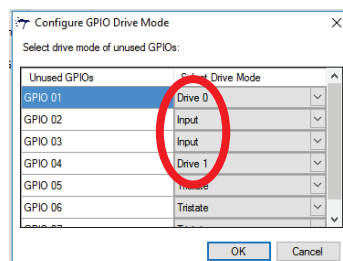 Configure GPIO Drive Mode
Select drive mode of unused GPIOs:
Unused GPIOs Select Drive Mode
GPIO 01 Drive 0
GPIO 02 Input
GPIO 03 Input
GPIO 04 Drive 1
GPIO 05 Tristate
GPIO 06 Tristate
OK Cancel